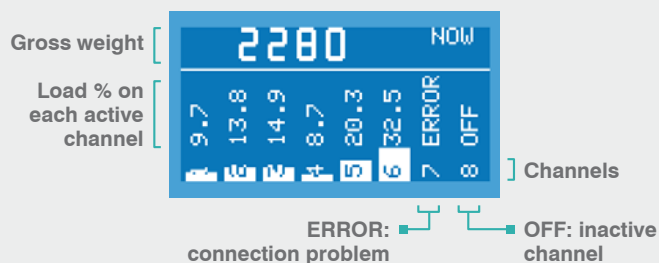 Gross weight
2280
NOW
Load % on
each active
channel
9.7
13.8
14.9
4 8.7
5 20.3
6 32.5
7 ERROR
8 OFF
Channels
ERROR:
connection problem
OFF: inactive
channel